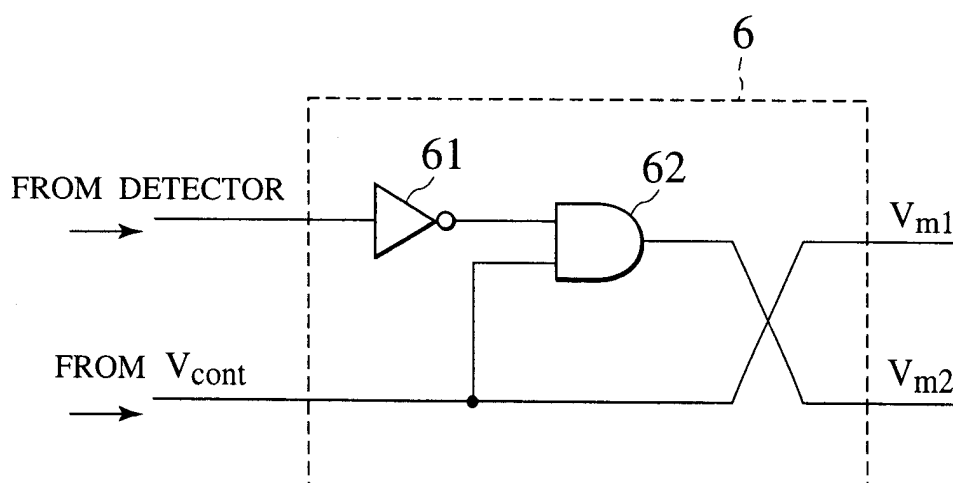 6
61
62
FROM DETECTOR
Vm1
FROM Vcont
Vm2